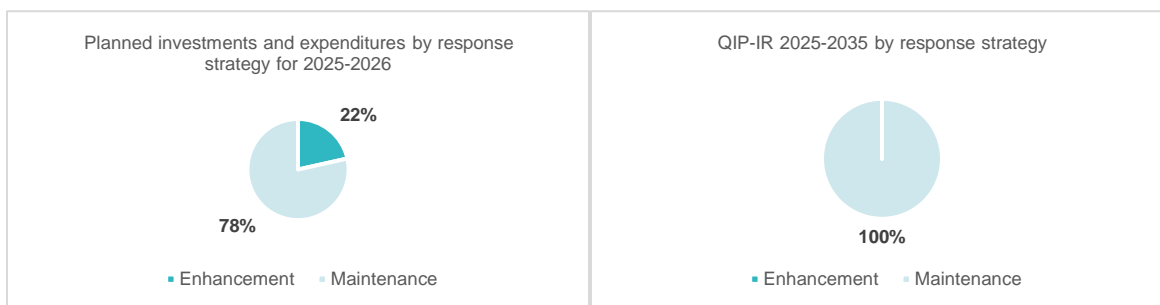 Planned investments and expenditures by response
strategy for 2025-2026
22%
78%
Enhancement Maintenance
QIP-IR 2025-2035 by response strategy
100%
Enhancement Maintenance